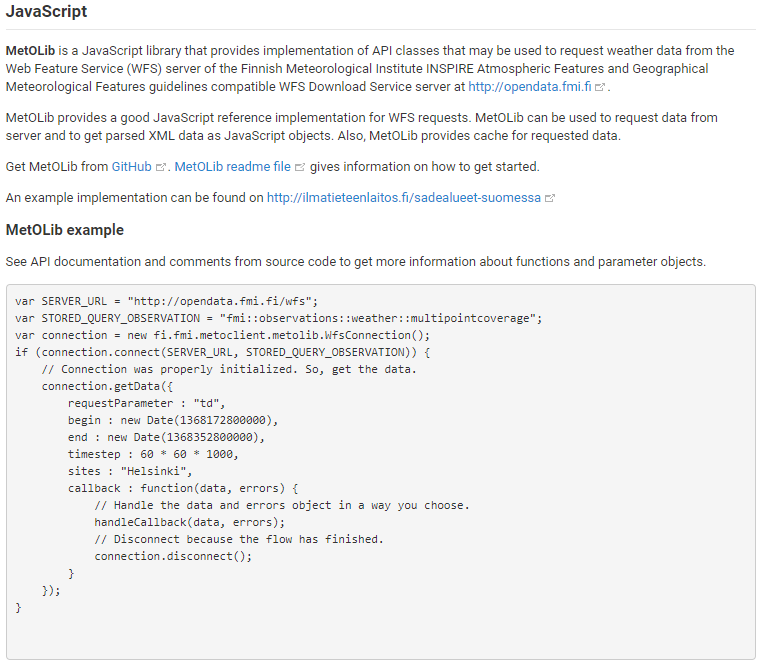 JavaScript
MetOLib is a JavaScript library that provides implementation of API classes that may be used to request weather data from the
Web Feature Service (WFS) server of the Finnish Meteorological Institute INSPIRE Atmospheric Features and Geographical
Meteorological Features guidelines compatible WFS Download Service server at http://opendata.fmi.fi .
MetOLib provides a good JavaScript reference implementation for WFS requests. MetOLib can be used to request data from
server and to get parsed XML data as JavaScript objects. Also, MetOLib provides cache for requested data.
Get MetOLib from GitHub . MetOLib readme file gives information on how to get started.
An example implementation can be found on http://ilmatieteenlaitos.fi/sadealueet-suomessa
MetOLib example
See API documentation and comments from source code to get more information about functions and parameter objects.
var SERVER_URL = "http://opendata.fmi.fi/wfs";
var STORED_QUERY_OBSERVATION = "fmi::observations::weather::multipointcoverage";
var connection = new fi.fmi.metoclient.metolib.WfsConnection();
if (connection.connect(SERVER_URL, STORED_QUERY_OBSERVATION)) {
    // Connection was properly initialized. So, get the data.
    connection.getData({
        requestParameter : "td",
        begin : new Date(1368172800000),
        end : new Date(1368352800000),
        timestep : 60 * 60 * 1000,
        sites : "Helsinki",
        callback : function(data, errors) {
            // Handle the data and errors object in a way you choose.
            handleCallback(data, errors);
            // Disconnect because the flow has finished.
            connection.disconnect();
        }
    });
}